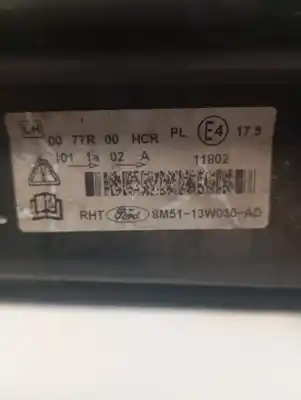 LH
00 77R 00 HCR PL E4 17.5
01 1a 02 A 11802
RHT Ford 8M51-13W030-AD